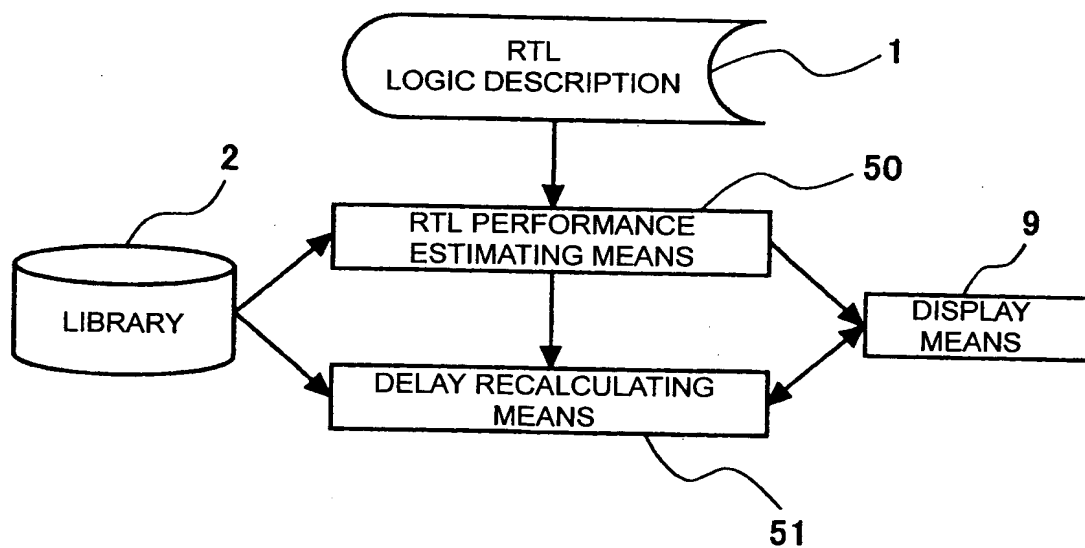 RTL
LOGIC DESCRIPTION
1
2
50
RTL PERFORMANCE
ESTIMATING MEANS
9
LIBRARY
DISPLAY
MEANS
DELAY RECALCULATING
MEANS
51